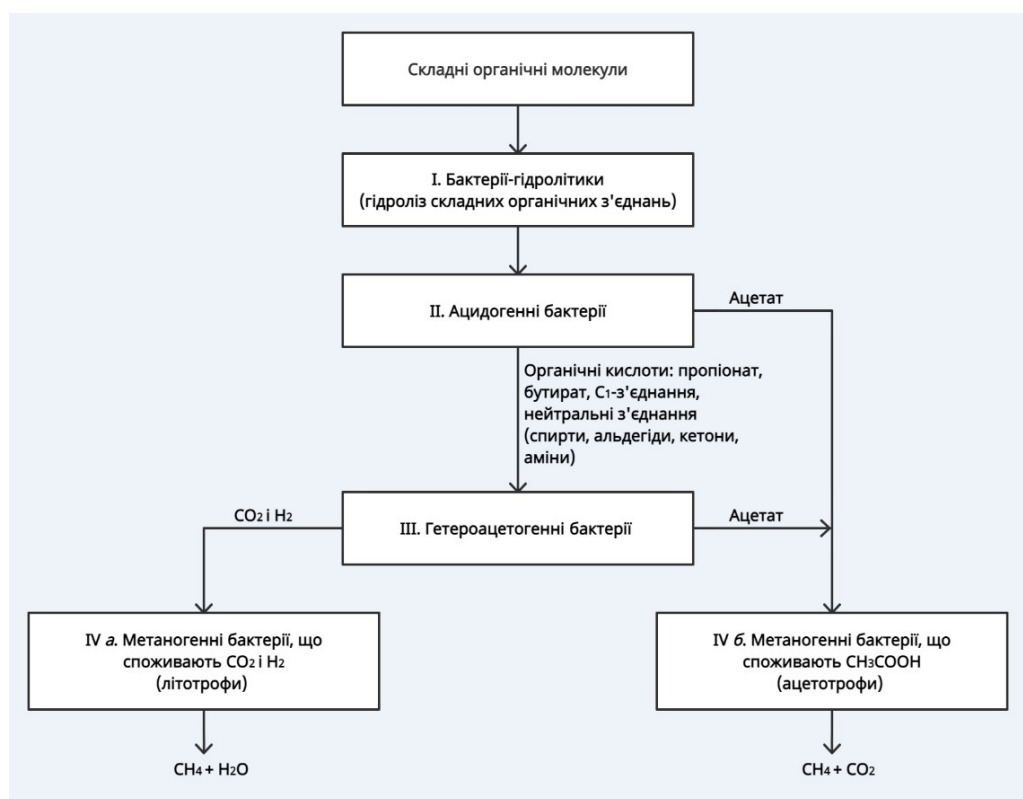 Складні органічні молекули
I. Бактерії-гідролітики
(гідроліз складних органічних з'єднань)
II. Ацидогенні бактерії
Ацетат
Органічні кислоти: пропіонат,
бутират, C₁-з'єднання,
нейтральні з'єднання
(спирти, альдегіди, кетони,
аміни)
CO₂ і H₂
III. Гетероацетогенні бактерії
Ацетат
IV а. Метаногенні бактерії, що
споживають CO₂ і H₂
(літотрофи)
IV б. Метаногенні бактерії, що
споживають CH₃COOH
(ацетотрофи)
CH₄ + H₂O
CH₄ + CO₂